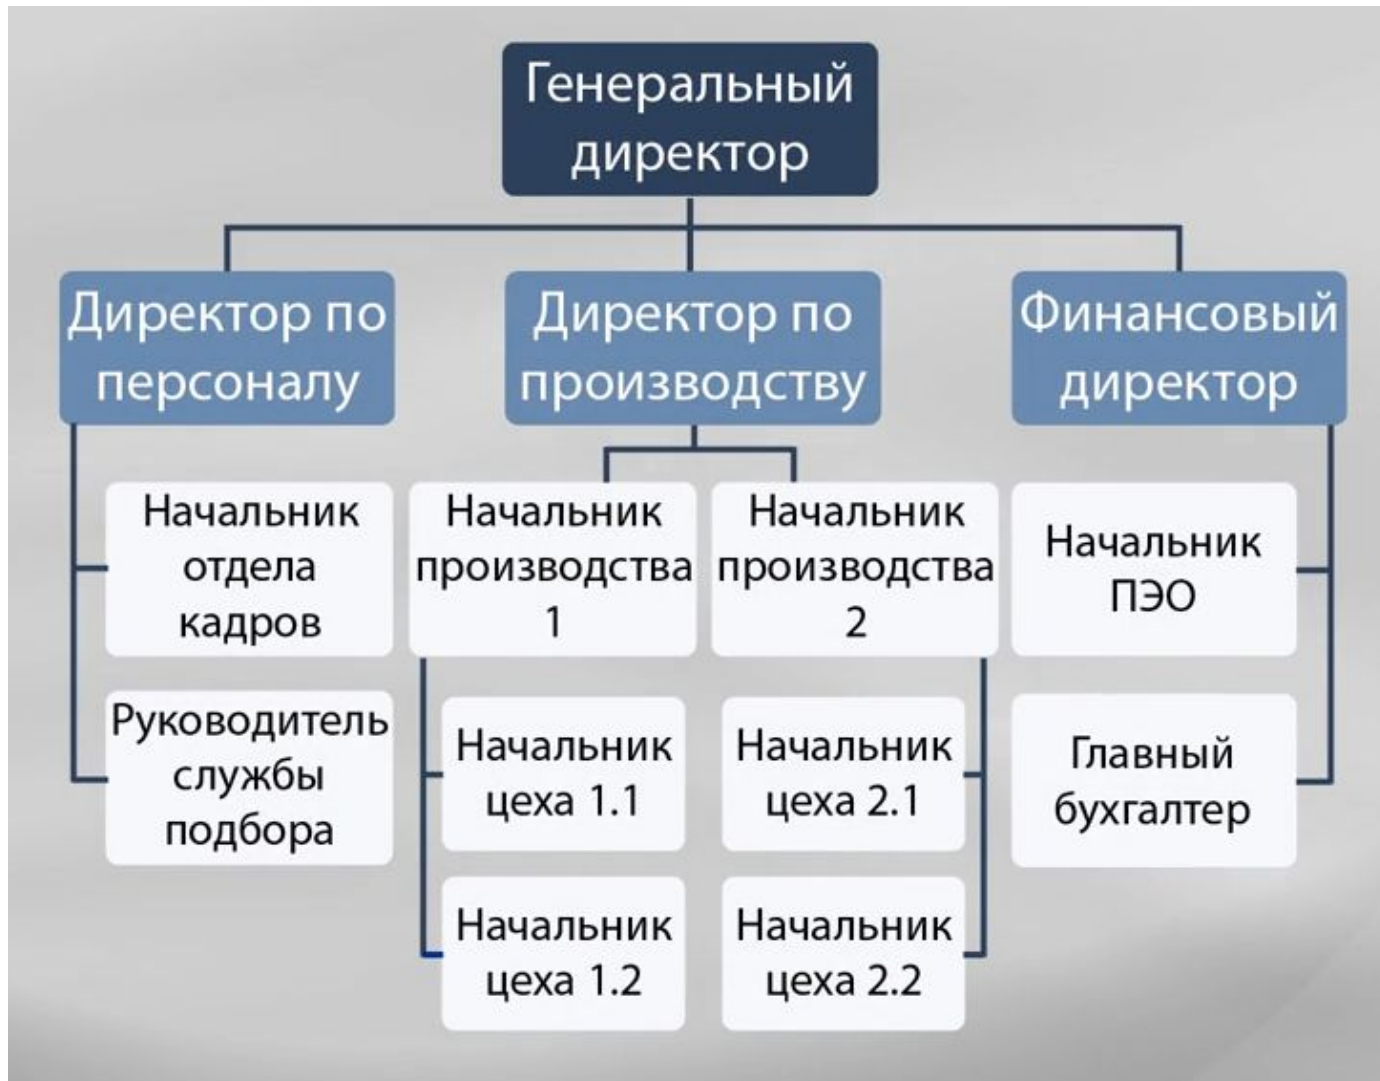 Генеральный
директор
Директор по
персоналу
Директор по
производству
Финансовый
директор
Начальник
отдела
кадров
Начальник
производства
1
Начальник
производства
2
Начальник
ПЭО
Руководитель
службы
подбора
Начальник
цеха 1.1
Начальник
цеха 2.1
Главный
бухгалтер
Начальник
цеха 1.2
Начальник
цеха 2.2